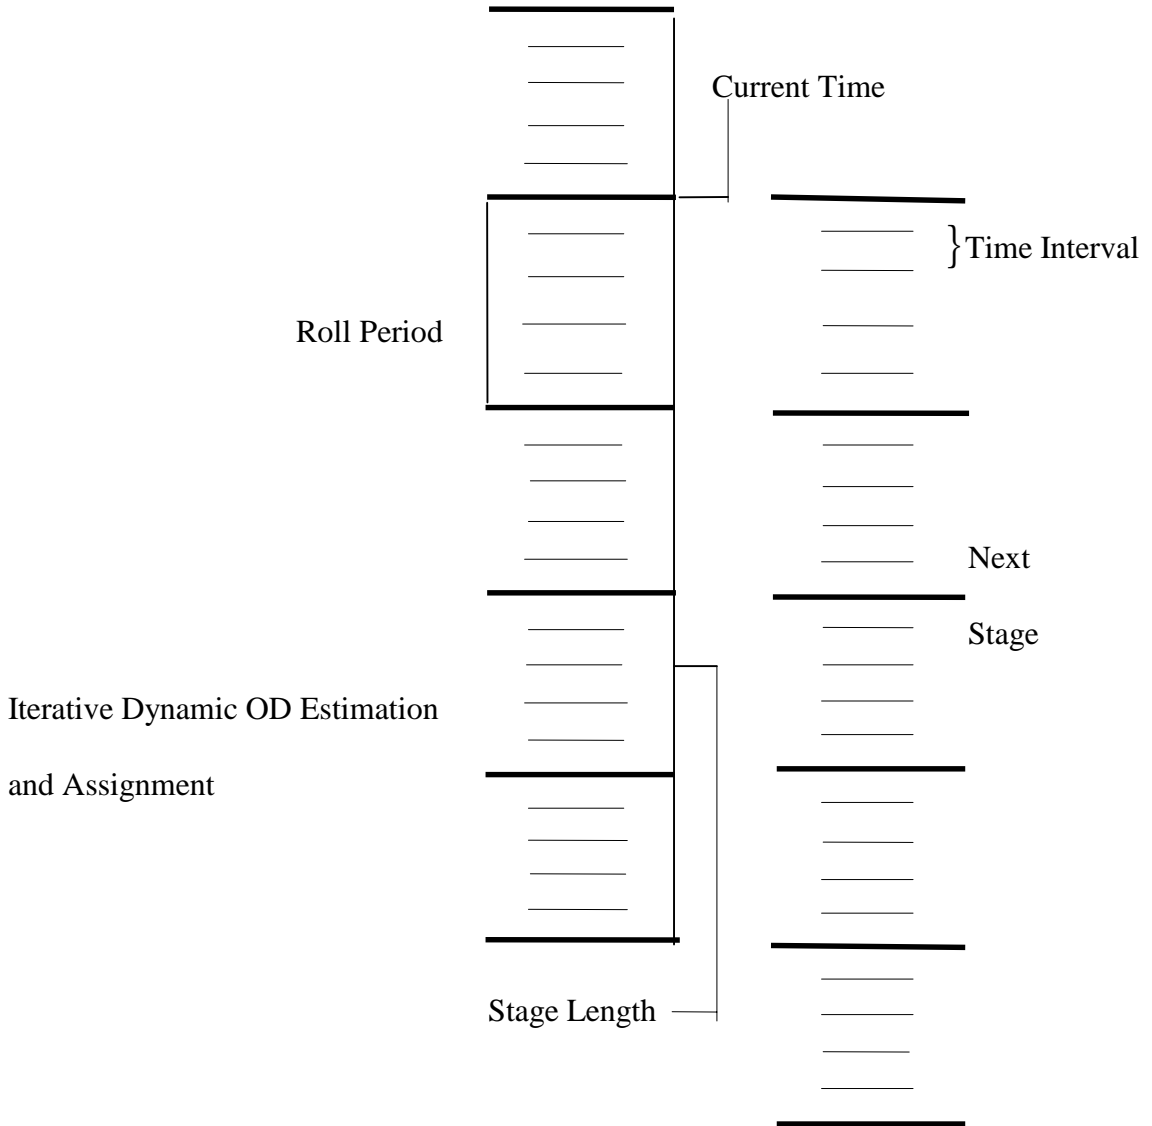 Current Time
} Time Interval
Roll Period
Next
Stage
Iterative Dynamic OD Estimation
and Assignment
Stage Length